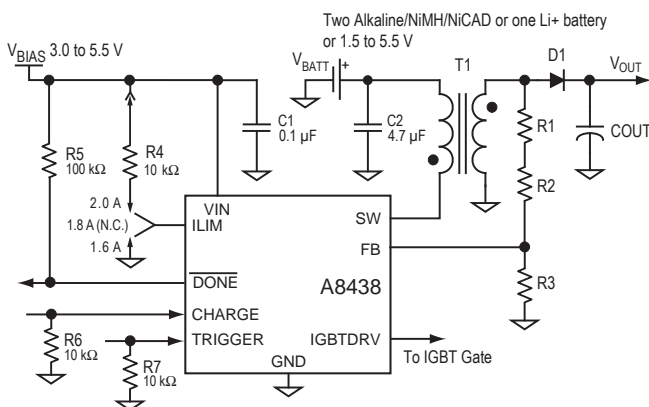 Two Alkaline/NiMH/NiCAD or one Li+ battery
or 1.5 to 5.5 V
VBIAS 3.0 to 5.5 V
VBATT
+
T1
D1
VOUT
C1
0.1 µF
C2
4.7 µF
R1
COUT
R5
100 kΩ
R4
10 kΩ
R2
2.0 A
1.8 A (N.C.)
1.6 A
VIN
ILIM
SW
FB
R3
DONE
A8438
CHARGE
TRIGGER
IGBTDRV
R6
10 kΩ
R7
10 kΩ
GND
To IGBT Gate